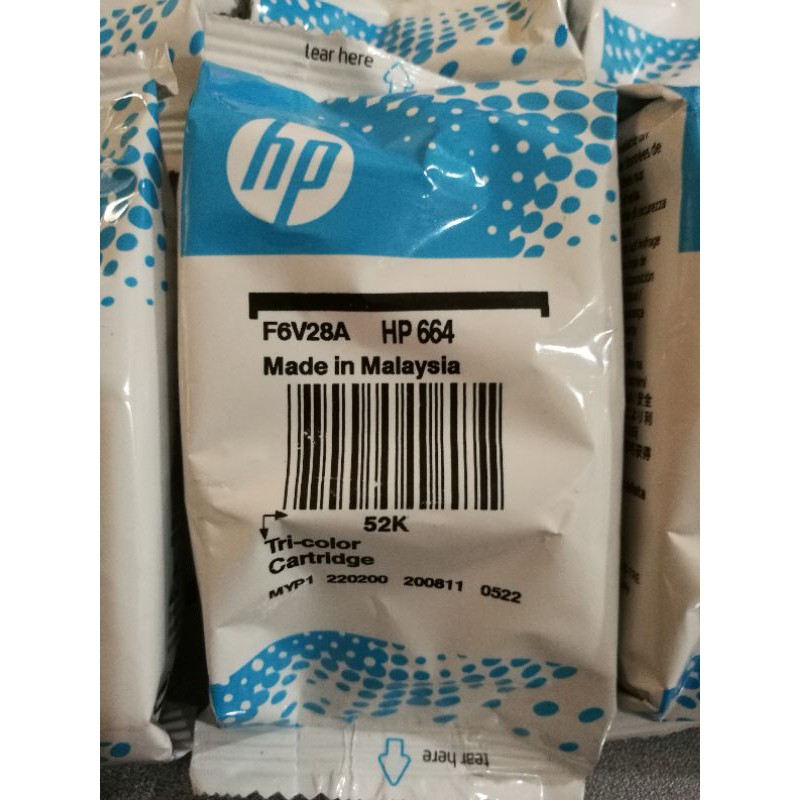 tear here
hp
F6V28A HP 664
Made in Malaysia
52K
Tri-color
Cartridge
MYP1 220200 200811 0522
tear here